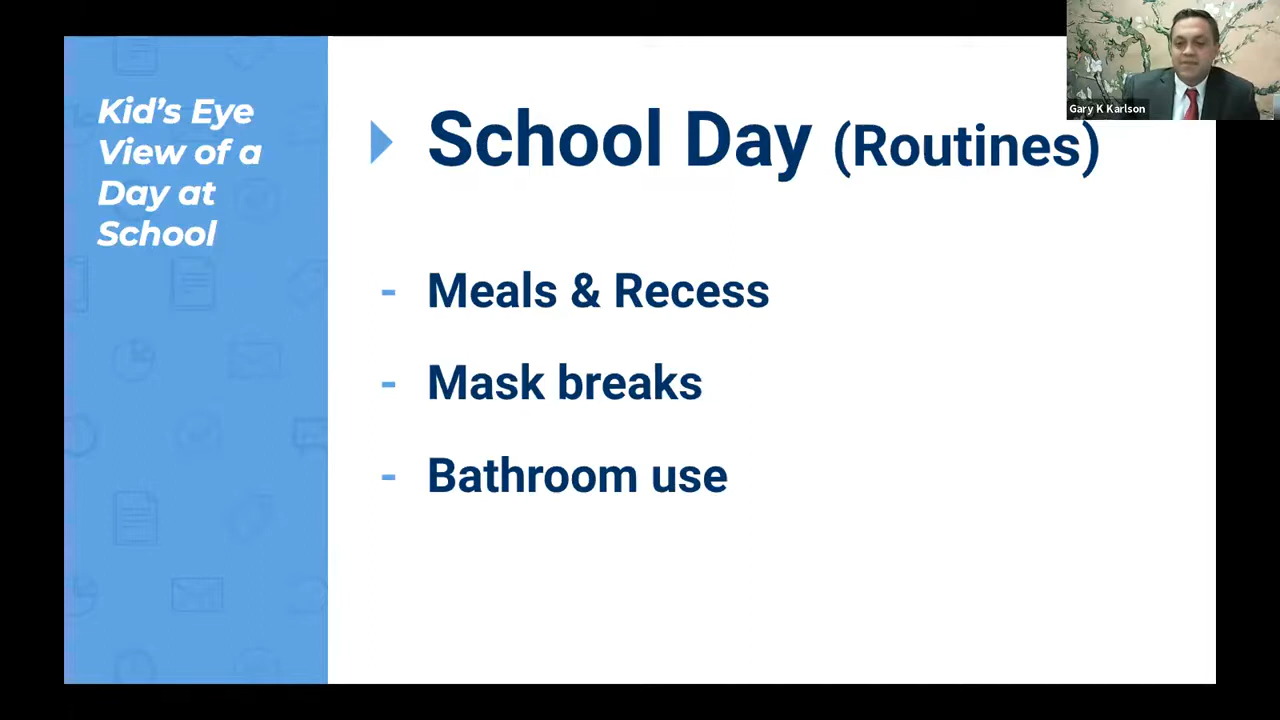 Kid's Eye
View of a
Day at
School
School Day (Routines)
- Meals & Recess
- Mask breaks
- Bathroom use
Gary K Karlson